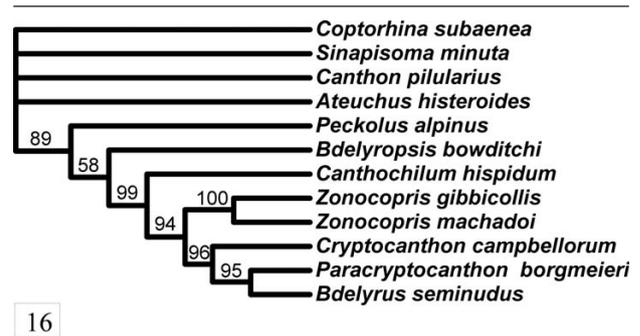 Coptorhina subaenea
Sinapisoma minuta
Canthon pilularius
Ateuchus histeroides
89
Peckolus alpinus
58
Bdelyropsis bowditchi
99
Canthochilum hispidum
100
Zonocopris gibbicollis
94
Zonocopris machadoi
96
Cryptocanthon campbellorum
95
Paracryptocanthon borgmeieri
Bdelyrus seminudus
16